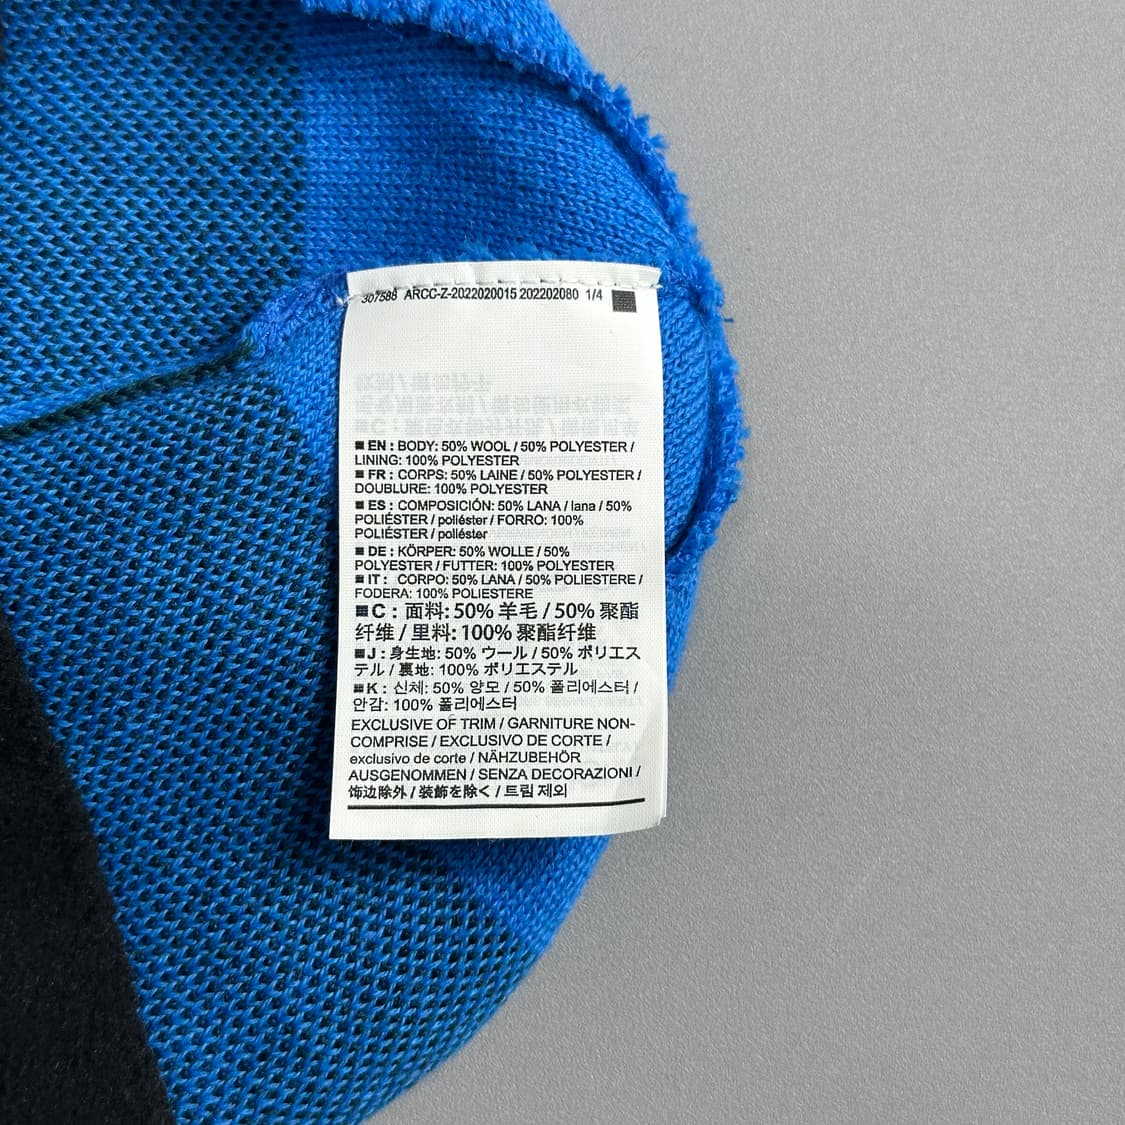 307588 ARCC-Z-2022020015 202202080 1/4
EN : BODY: 50% WOOL / 50% POLYESTER /
LINING: 100% POLYESTER
FR : CORPS: 50% LAINE / 50% POLYESTER /
DOUBLURE: 100% POLYESTER
ES : COMPOSICIÓN: 50% LANA / lana / 50%
POLIÉSTER / poliéster / FORRO: 100%
POLIÉSTER / poliéster
DE : KÖRPER: 50% WOLLE / 50%
POLYESTER / FUTTER: 100% POLYESTER
IT : CORPO: 50% LANA / 50% POLIESTERE /
FODERA: 100% POLIESTERE
C : 面料: 50% 羊毛 / 50% 聚酯
纤维 / 里料: 100% 聚酯纤维
J : 身生地: 50% ウール / 50% ポリエス
テル / 裏地: 100% ポリエステル
K : 신체: 50% 양모 / 50% 폴리에스터 /
안감: 100% 폴리에스터
EXCLUSIVE OF TRIM / GARNITURE NON-
COMPRISE / EXCLUSIVO DE CORTE /
exclusivo de corte / NÄHZUBEHÖR
AUSGENOMMEN / SENZA DECORAZIONI /
饰边除外 / 装飾を除く / 트림 제외